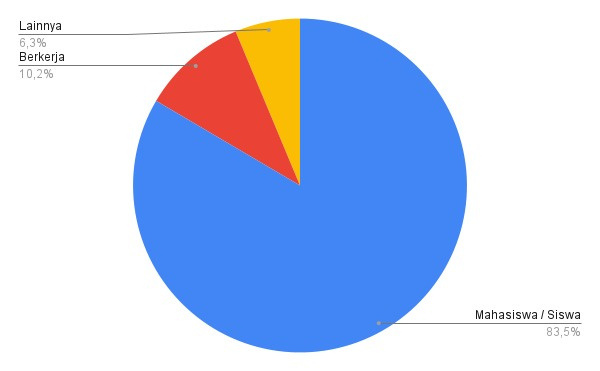 Lainnya
6,3%
Berkerja
10,2%
Mahasiswa / Siswa
83,5%